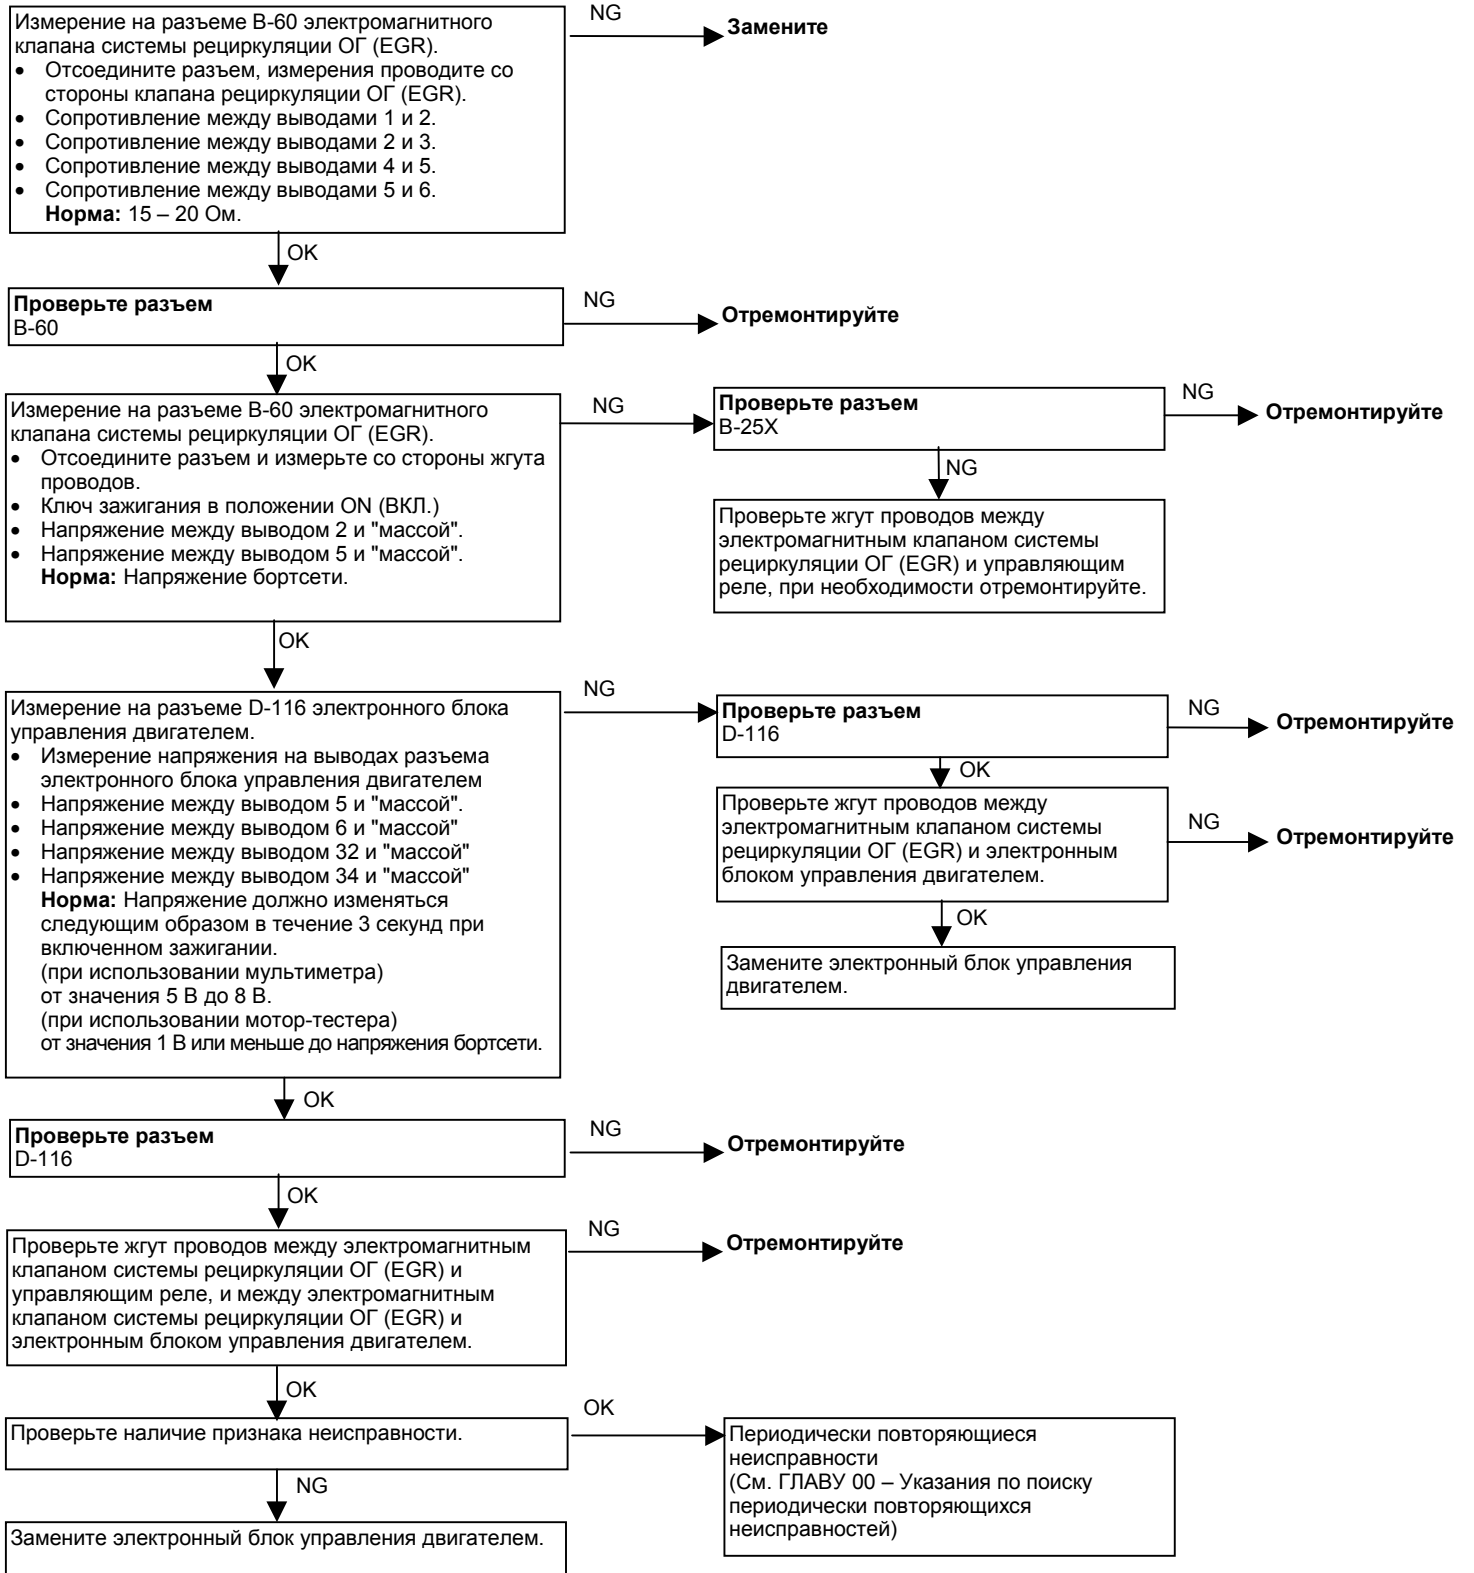 Измерение на разъеме B-60 электромагнитного
клапана системы рециркуляции ОГ (EGR).
• Отсоедините разъем, измерения проводите со
стороны клапана рециркуляции ОГ (EGR).
• Сопротивление между выводами 1 и 2.
• Сопротивление между выводами 2 и 3.
• Сопротивление между выводами 4 и 5.
• Сопротивление между выводами 5 и 6.
Норма: 15 – 20 Ом.
NG
Замените
OK
Проверьте разъем
B-60
NG
Отремонтируйте
OK
Измерение на разъеме B-60 электромагнитного
клапана системы рециркуляции ОГ (EGR).
• Отсоедините разъем и измерьте со стороны жгута
проводов.
• Ключ зажигания в положении ON (ВКЛ.)
• Напряжение между выводом 2 и "массой".
• Напряжение между выводом 5 и "массой".
Норма: Напряжение бортсети.
NG
Проверьте разъем
B-25X
NG
Отремонтируйте
NG
Проверьте жгут проводов между
электромагнитным клапаном системы
рециркуляции ОГ (EGR) и управляющим
реле, при необходимости отремонтируйте.
OK
Измерение на разъеме D-116 электронного блока
управления двигателем.
• Измерение напряжения на выводах разъема
электронного блока управления двигателем
• Напряжение между выводом 5 и "массой".
• Напряжение между выводом 6 и "массой"
• Напряжение между выводом 32 и "массой"
• Напряжение между выводом 34 и "массой"
Норма: Напряжение должно изменяться
следующим образом в течение 3 секунд при
включенном зажигании.
(при использовании мультиметра)
от значения 5 В до 8 В.
(при использовании мотор-тестера)
от значения 1 В или меньше до напряжения бортсети.
NG
Проверьте разъем
D-116
NG
Отремонтируйте
OK
Проверьте жгут проводов между
электромагнитным клапаном системы
рециркуляции ОГ (EGR) и электронным
блоком управления двигателем.
NG
Отремонтируйте
OK
Замените электронный блок управления
двигателем.
OK
Проверьте разъем
D-116
NG
Отремонтируйте
OK
Проверьте жгут проводов между электромагнитным
клапаном системы рециркуляции ОГ (EGR) и
управляющим реле, и между электромагнитным
клапаном системы рециркуляции ОГ (EGR) и
электронным блоком управления двигателем.
NG
Отремонтируйте
OK
Проверьте наличие признака неисправности.
OK
Периодически повторяющиеся
неисправности
(См. ГЛАВУ 00 – Указания по поиску
периодически повторяющихся
неисправностей)
NG
Замените электронный блок управления двигателем.